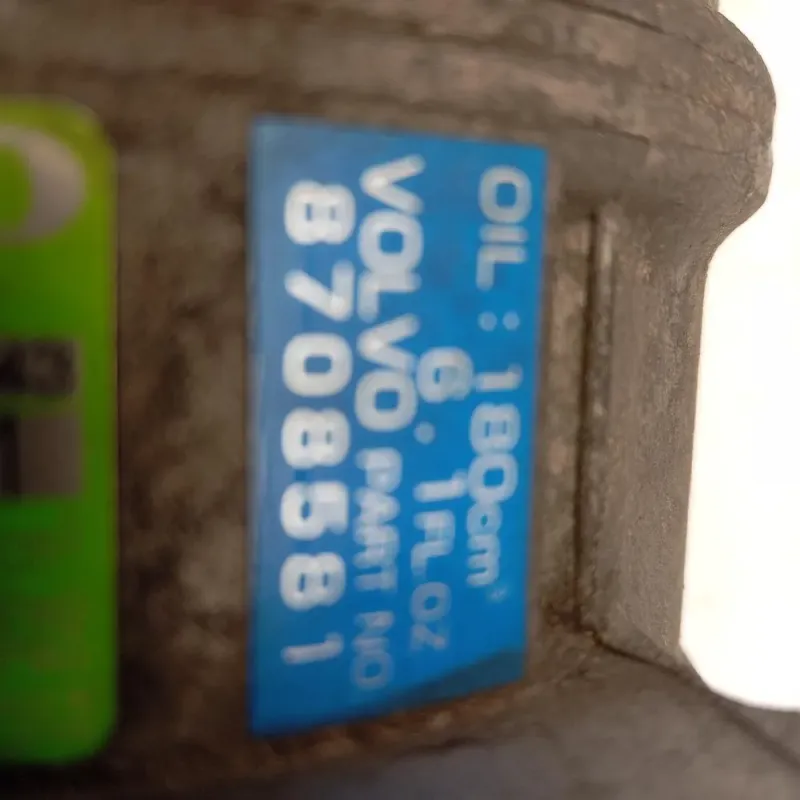 OIL : 180cm³
6.1FL OZ
VOLVO PART NO
8708581